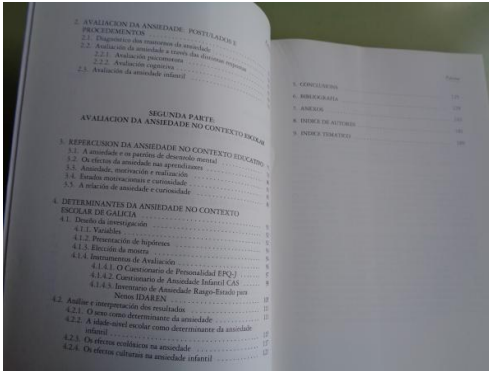 2. AVALIACION DA ANSIEDADE. POSTULADOS E
PROCEDEMENTOS
2.1. Diagnóstico dos trastornos da ansiedade
2.2. Avaliación da ansiedade a través das distintas respostas
2.2.1. Avaliación psicomotora
2.2.2. Avaliación cognitiva
2.3. Avaliación da ansiedade infantil
SEGUNDA PARTE:
AVALIACION DA ANSIEDADE NO CONTEXTO ESCOLAR
3. REPERCUSION DA ANSIEDADE NO CONTEXTO EDUCATIVO
3.1. A ansiedade e os patróns de desenrolo mental
3.2. Os efectos da ansiedade nas aprendizaxes
3.3. Ansiedade, motivación e realización
3.4. Estados motivacionais e curiosidade
3.5. A relación de ansiedade e curiosidade
4. DETERMINANTES DA ANSIEDADE NO CONTEXTO
ESCOLAR DE GALICIA
4.1. Deseño da investigación
4.1.1. Variables
4.1.2. Presentación de hipóteses
4.1.3. Elección da mostra
4.1.4. Instrumentos de Avaliación
4.1.4.1. O Cuestionario de Personalidad EPQ-J
4.1.4.2. Cuestionario de Ansiedade Infantil CAS
4.1.4.3. Inventario de Ansiedade Rasgo-Estado para
Nenos IDAREN
4.2. Análise e interpretación dos resultados
4.2.1. O sexo como determinante da ansiedade
4.2.2. A idade-nivel escolar como determinante da ansiedade
infantil
4.2.3. Os efectos ecolóxicos na ansiedade
4.2.4. Os efectos culturais na ansiedade infantil
5. CONCLUSIONS
6. BIBLIOGRAFIA
7. ANEXOS
8. INDICE DE AUTORES
9. INDICE TEMATICO